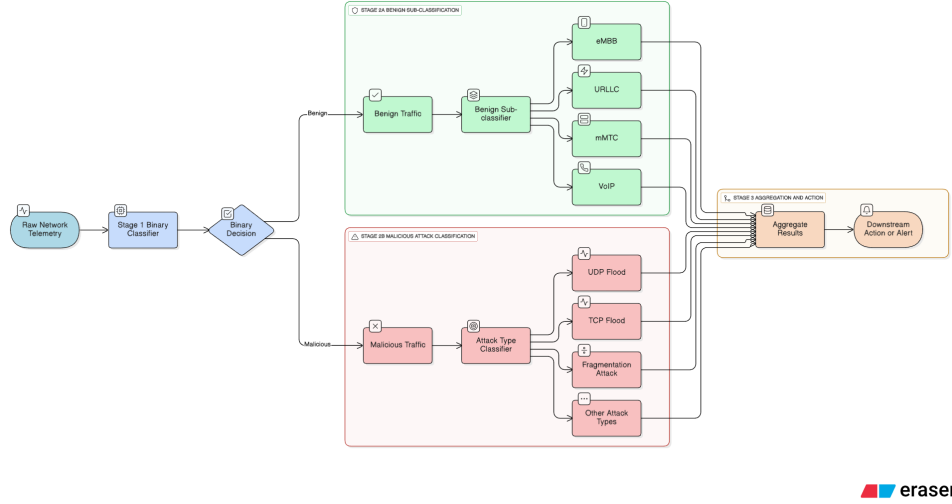 STAGE 2A BENIGN SUB-CLASSIFICATION
eMBB
URLLC
Benign Traffic
Benign Sub-
classifier
mMTC
VoIP
Benign
Raw Network
Telemetry
Stage 1 Binary
Classifier
Binary
Decision
Malicious
STAGE 2B MALICIOUS ATTACK CLASSIFICATION
UDP Flood
TCP Flood
Malicious Traffic
Attack Type
Classifier
Fragmentation
Attack
Other Attack
Types
STAGE 3 AGGREGATION AND ACTION
Aggregate
Results
Downstream
Action or Alert
eraser